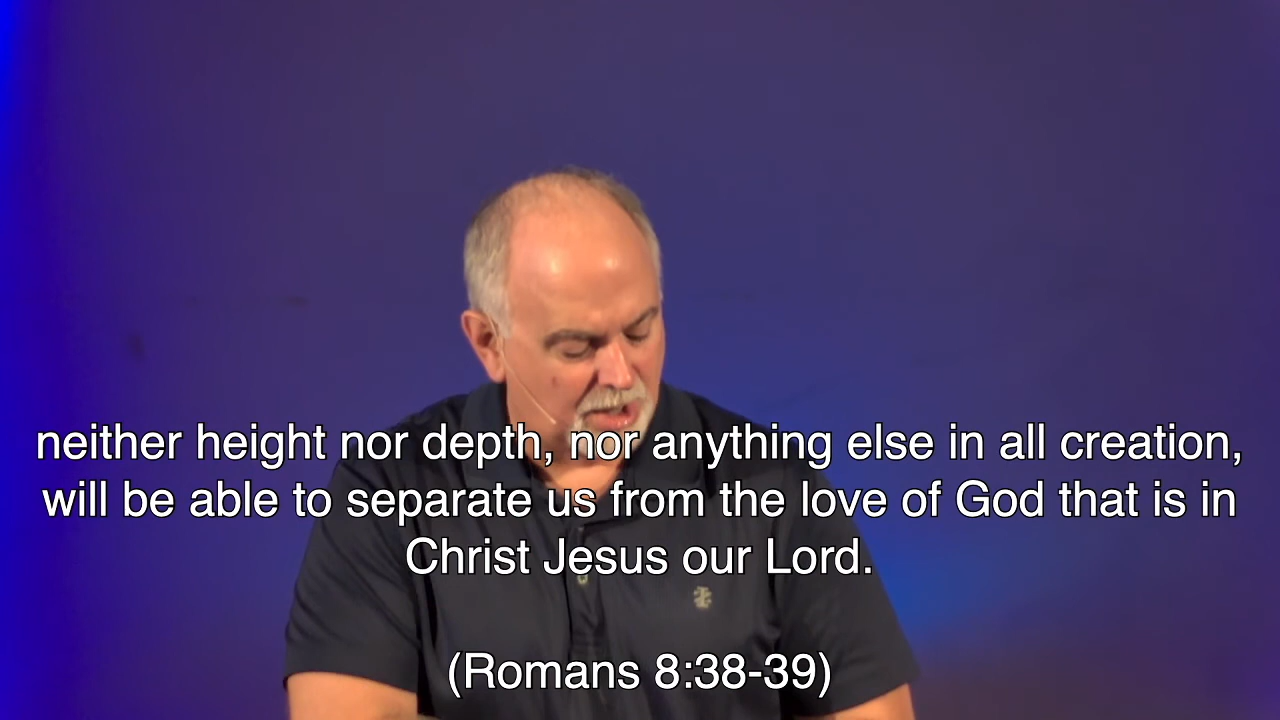 neither height nor depth, nor anything else in all creation,
will be able to separate us from the love of God that is in
Christ Jesus our Lord.
(Romans 8:38-39)